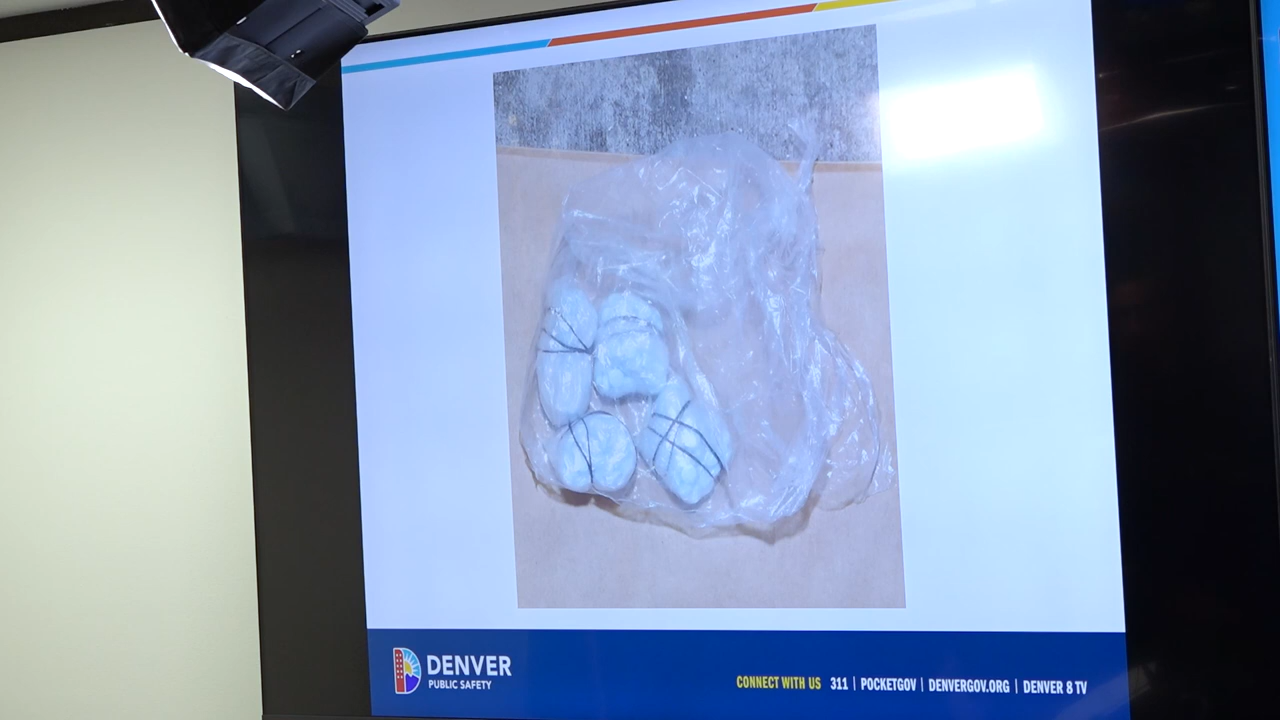 DENVER
PUBLIC SAFETY
CONNECT WITH US 311 | POCKETGOV | DENVERGOV.ORG | DENVER 8 TV